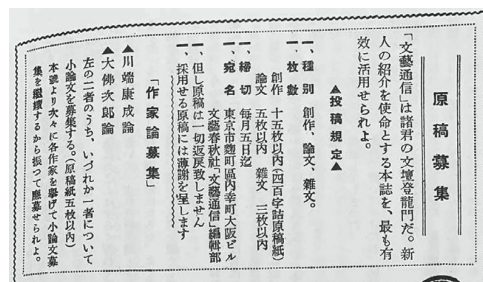 原稿募集
「文藝通信」は諸君の文壇登龍門だ。新
人の紹介を使命とする本誌を、最も有
效に活用せられよ。
▲投稿規定▲
一、種別 創作、論文、雜文。
一、枚數
創作 十五枚以内(四百字詰原稿紙)
論文 五枚以内 雜文 三枚以内
一、締切 每月五日迄
一、宛名 東京市麴町區内幸町大阪ビル
文藝春秋社「文藝通信」編輯部
一、但し原稿は一切返戾致しません
採用せる原稿には薄謝を呈します
「作家論募集」
▲川端康成論
▲大佛次郎論
左の二者のうち、いづれか一者について
小論文を募集する。(原稿紙五枚以内)
本號より次々に各作家を擧げて小論文募
集を繼續するから振つて應募せられよ。